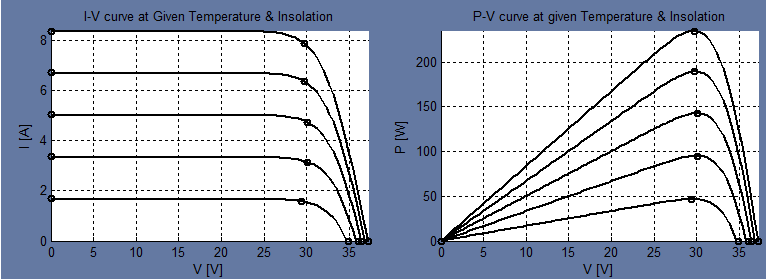 I-V curve at Given Temperature & Insolation
P-V curve at given Temperature & Insolation
8
6
4
2
0
I [A]
0 5 10 15 20 25 30 35
V [V]
200
150
100
50
0
P [W]
0 5 10 15 20 25 30 35
V [V]